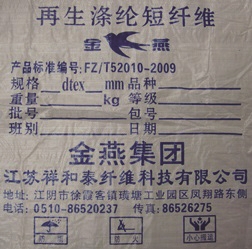 再生涤纶短纤维
金 燕
产品标准编号:FZ/T52010-2009
规格 dtex mm 品种
重量 kg 等级
批号 包号
班别 日期
金燕集团
江苏祥和泰纤维科技有限公司
地址:江阴市徐霞客镇璜塘工业园区凤翔路东侧
电话:0510-86520237 传真:86526275